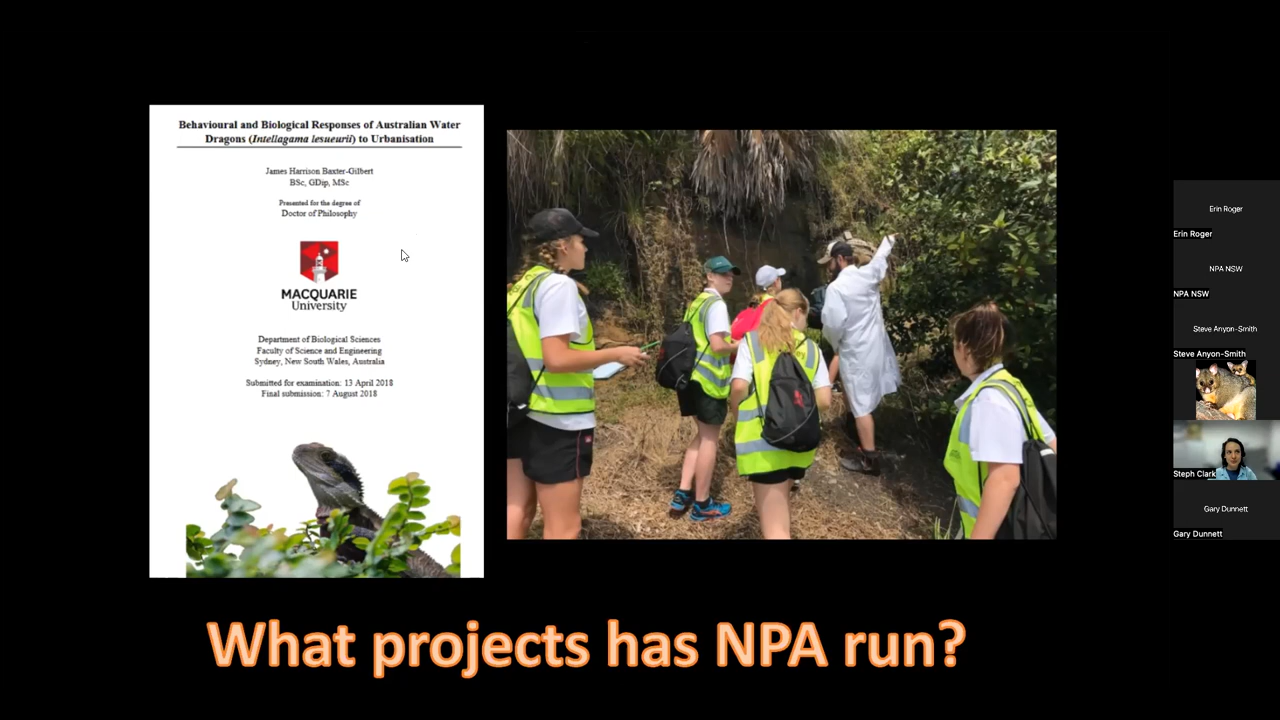 Behavioural and Biological Responses of Australian Water
Dragons (Intellagama lesueurii) to Urbanisation
James Harrison Baxter-Gilbert
BSc, GDip, MSc
Presented for the degree of
Doctor of Philosophy
MACQUARIE
University
Department of Biological Sciences
Faculty of Science and Engineering
Sydney, New South Wales, Australia
Submitted for examination: 13 April 2018
Final submission: 7 August 2018
What projects has NPA run?
Erin Roger
Erin Roger
NPA NSW
NPA NSW
Steve Anyon-Smith
Steve Anyon-Smith
Steph Clark
Gary Dunnett
Gary Dunnett